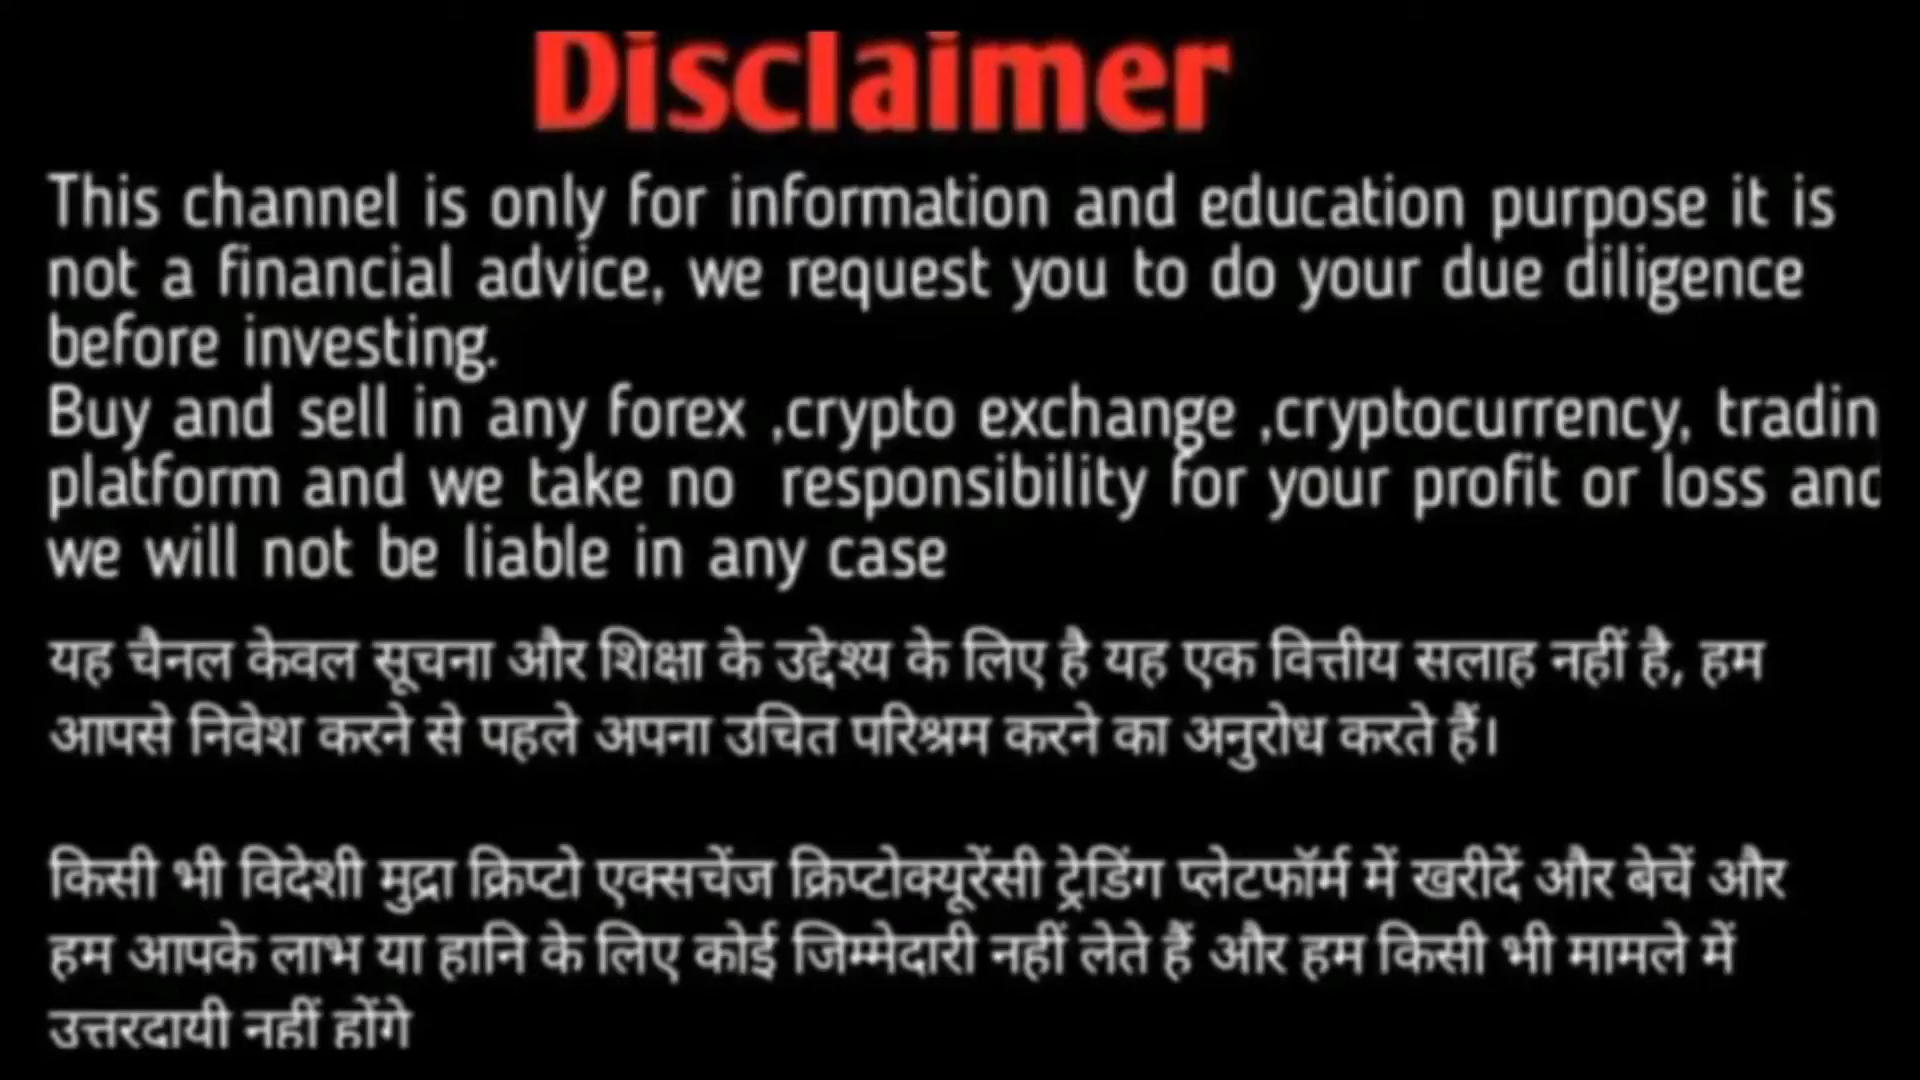 Disclaimer
This channel is only for information and education purpose it is
not a financial advice, we request you to do your due diligence
before investing.
Buy and sell in any forex ,crypto exchange ,cryptocurrency, tradin
platform and we take no responsibility for your profit or loss and
we will not be liable in any case
यह चैनल केवल सूचना और शिक्षा के उद्देश्य के लिए है यह एक वित्तीय सलाह नहीं है, हम
आपसे निवेश करने से पहले अपना उचित परिश्रम करने का अनुरोध करते हैं।
किसी भी विदेशी मुद्रा क्रिप्टो एक्सचेंज क्रिप्टोक्यूरेंसी ट्रेडिंग प्लेटफॉर्म में खरीदें और बेचें और
हम आपके लाभ या हानि के लिए कोई जिम्मेदारी नहीं लेते हैं और हम किसी भी मामले में
उत्तरदायी नहीं होंगे